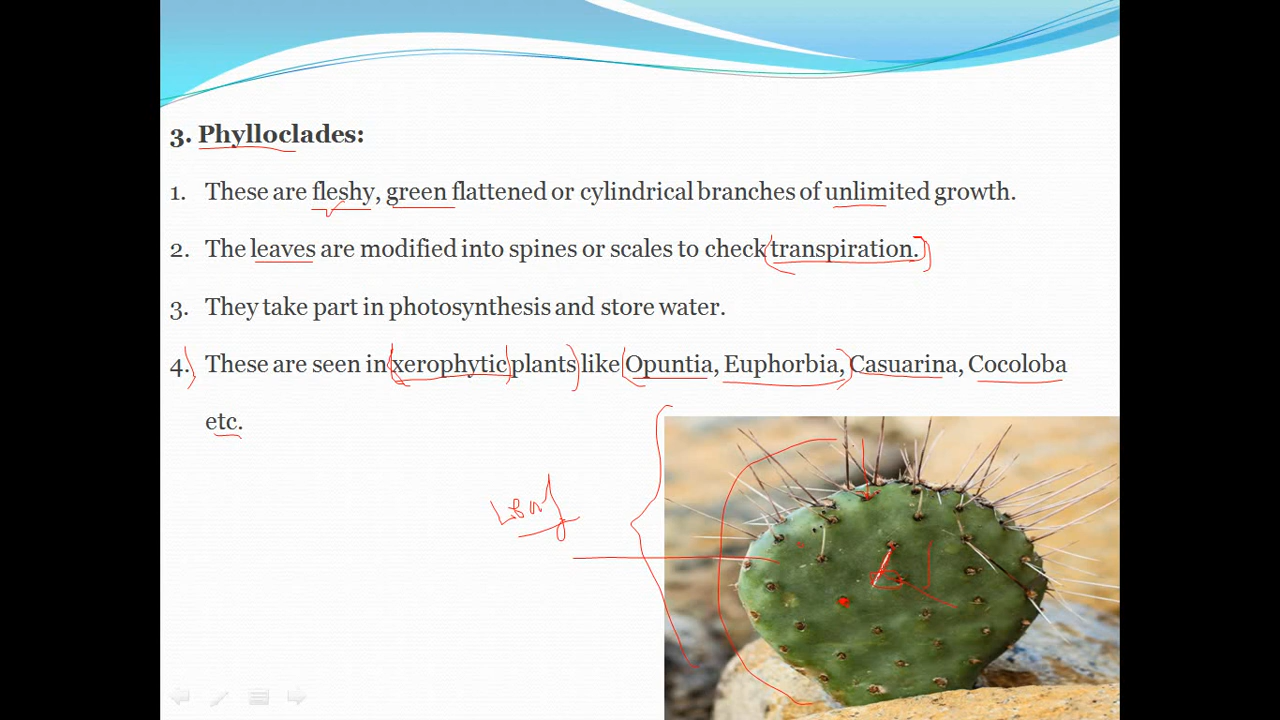 3. Phylloclades:
1. These are fleshy, green flattened or cylindrical branches of unlimited growth.
2. The leaves are modified into spines or scales to check transpiration.
3. They take part in photosynthesis and store water.
4. These are seen in xerophytic plants like Opuntia, Euphorbia, Casuarina, Cocoloba
etc.
Leaf